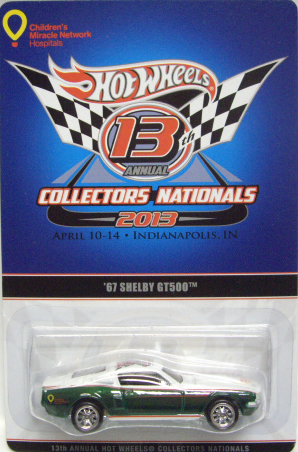 Children's
Miracle Network
Hospitals
HOT WHEELS
13th
ANNUAL
COLLECTORS NATIONALS
2013
APRIL 10-14 • INDIANAPOLIS, IN
'67 SHELBY GT500™
13th ANNUAL HOT WHEELS® COLLECTORS NATIONALS